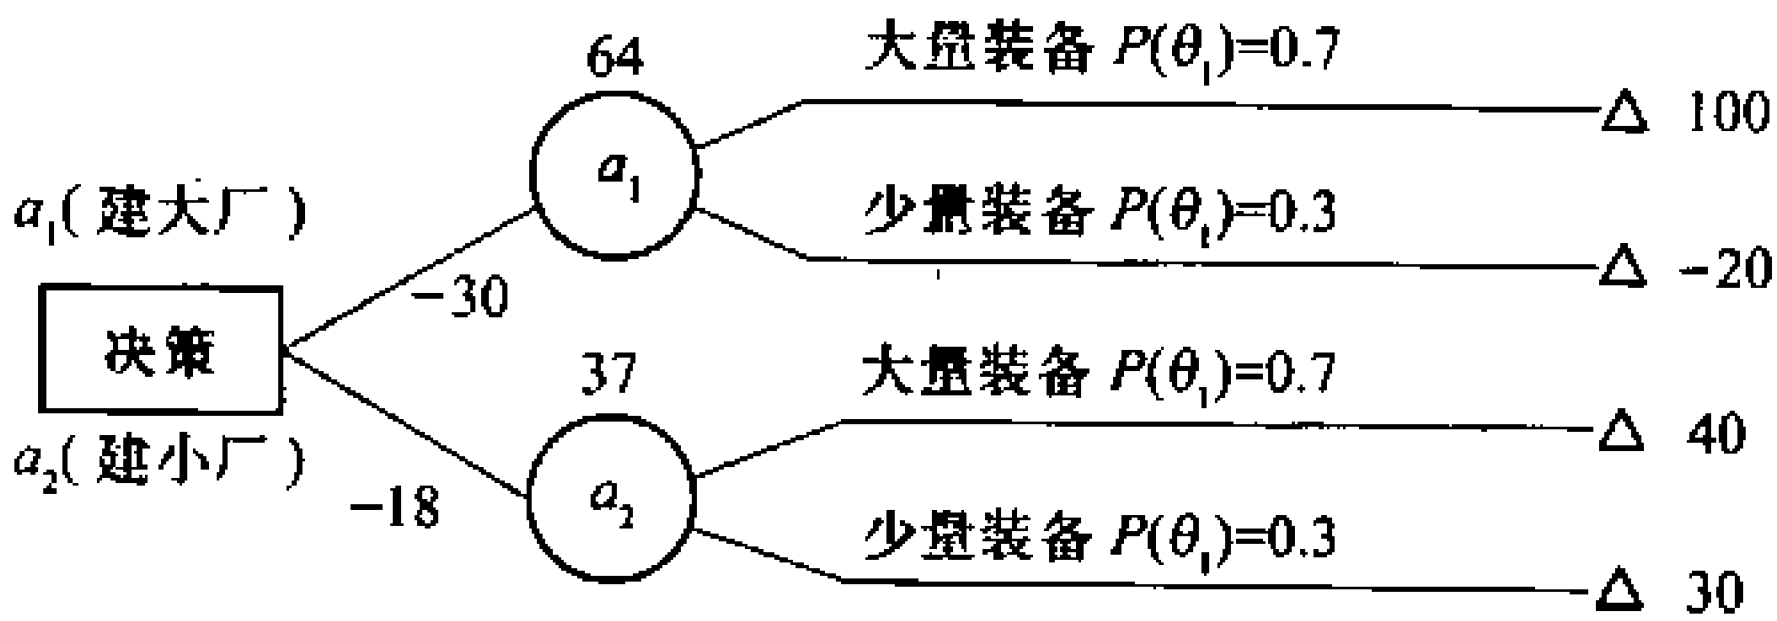 64
大量装备 P(θ₁)=0.7
100
a₁
a₁(建大厂)
少量装备 P(θ₁)=0.3
-20
-30
决策
37
大量装备 P(θ₁)=0.7
40
a₂(建小厂)
a₂
-18
少量装备 P(θ₁)=0.3
30